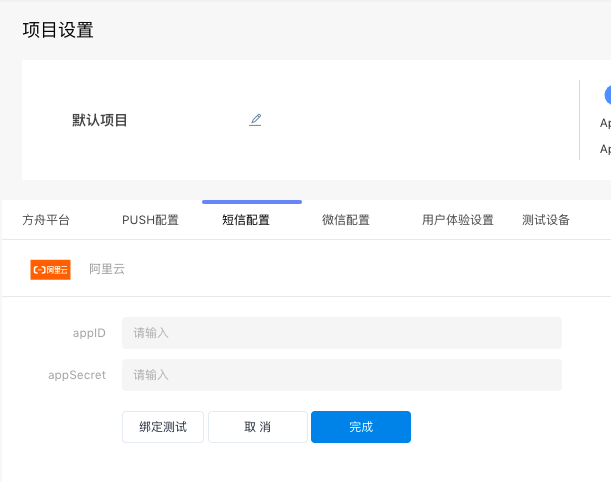 项目设置
默认项目
Ap
Ap
方舟平台 PUSH配置 短信配置 微信配置 用户体验设置 测试设备
阿里云 阿里云
appID 请输入
appSecret 请输入
绑定测试 取 消 完成